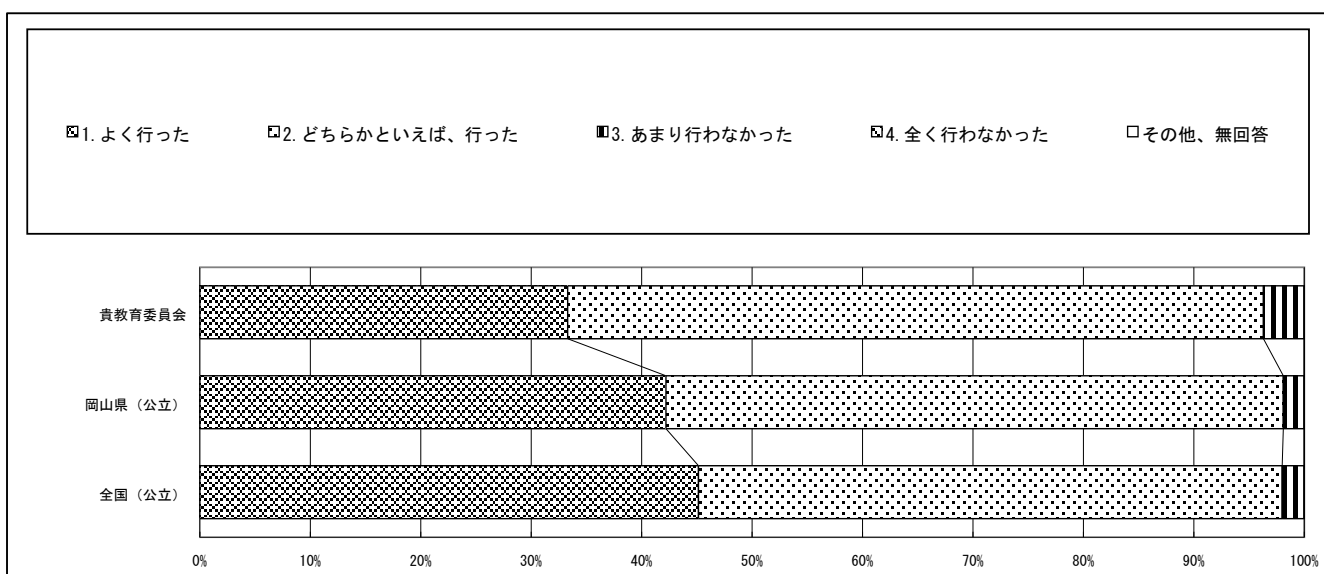 1. よく行った 2. どちらかといえば、行った 3. あまり行わなかった 4. 全く行わなかった その他、無回答
貴教育委員会
岡山県（公立）
全国（公立）
0% 10% 20% 30% 40% 50% 60% 70% 80% 90% 100%